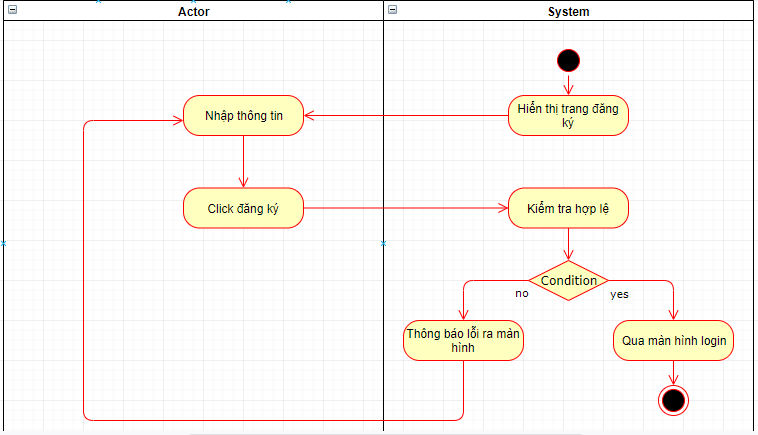 Actor
System
Hiển thị trang đăng
ký
Nhập thông tin
Click đăng ký
Kiểm tra hợp lệ
Condition
no
yes
Thông báo lỗi ra màn
hình
Qua màn hình login